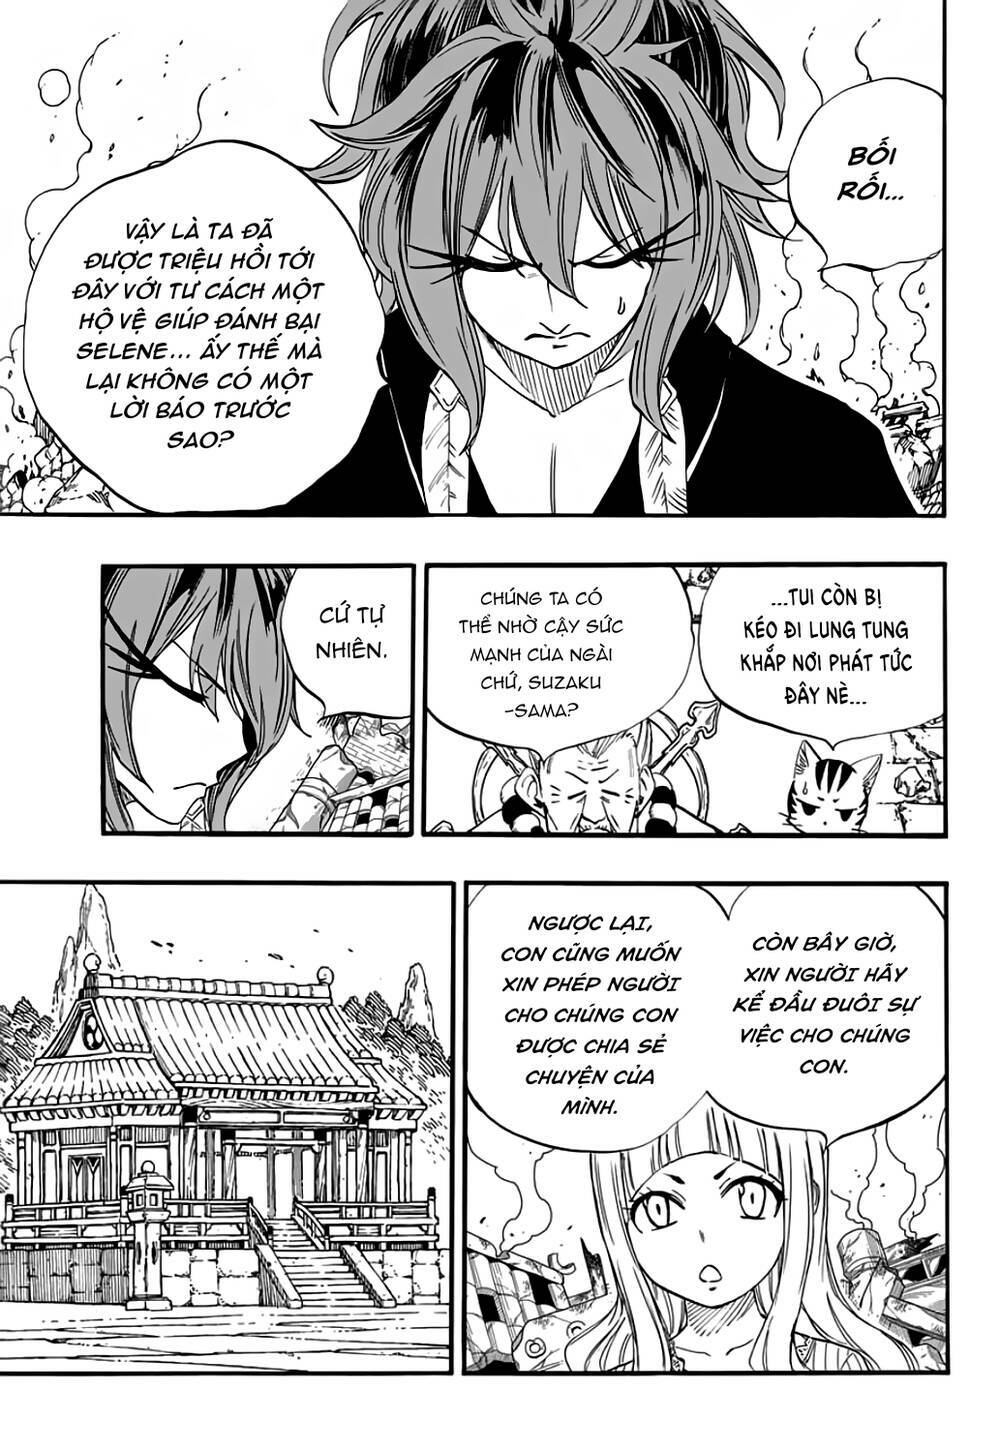 BỐI
RỐI...
VẬY LÀ TA ĐÃ
ĐƯỢC TRIỆU HỒI TỚI
ĐÂY VỚI TƯ CÁCH MỘT
HỘ VỆ GIÚP ĐÁNH BẠI
SELENE... ẤY THẾ MÀ
LẠI KHÔNG CÓ MỘT
LỜI BÁO TRƯỚC
SAO?
...TUI CÒN BỊ
KÉO ĐI LUNG TUNG
KHẮP NƠI PHÁT TỨC
ĐÂY NÈ...
CHÚNG TA CÓ
THỂ NHỜ CẬY SỨC
MẠNH CỦA NGÀI
CHỨ, SUZAKU
-SAMA?
CỨ TỰ
NHIÊN.
CÒN BÂY GIỜ,
XIN NGƯỜI HÃY
KỂ ĐẦU ĐUÔI SỰ
VIỆC CHO CHÚNG
CON.
NGƯỢC LẠI,
CON CŨNG MUỐN
XIN PHÉP NGƯỜI
CHO CHÚNG CON
ĐƯỢC CHIA SẺ
CHUYỆN CỦA
MÌNH.